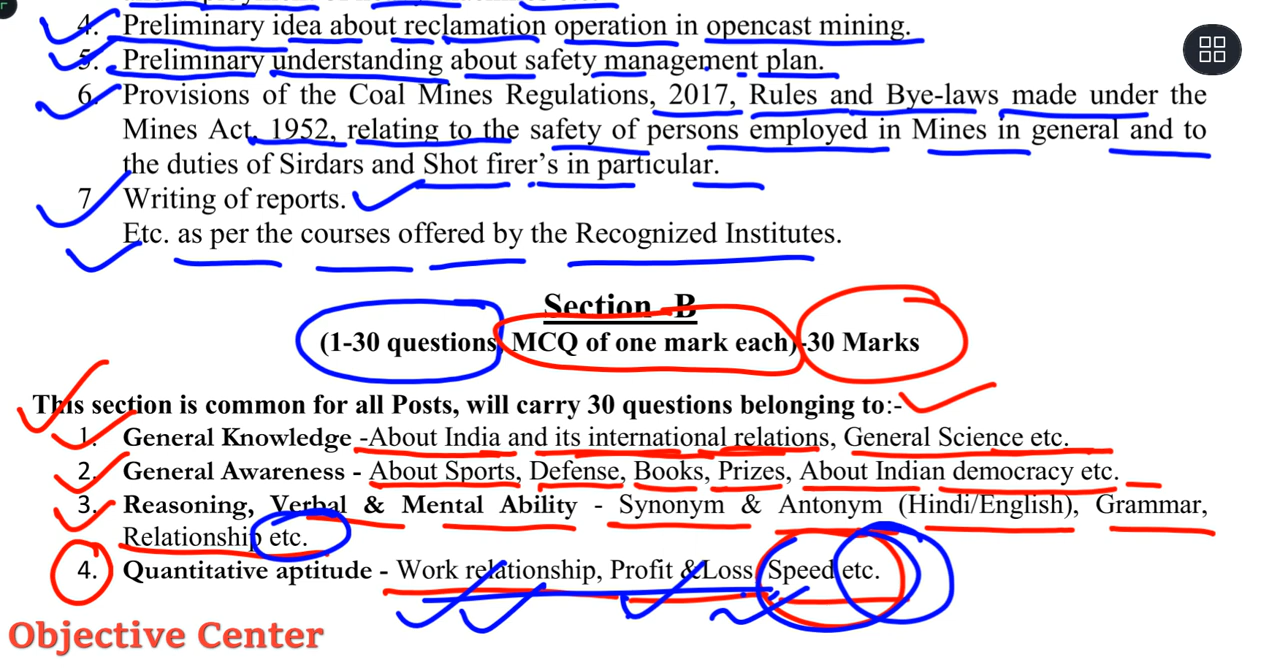 4. Preliminary idea about reclamation operation in opencast mining.
5. Preliminary understanding about safety management plan.
6. Provisions of the Coal Mines Regulations, 2017, Rules and Bye-laws made under the
Mines Act, 1952, relating to the safety of persons employed in Mines in general and to
the duties of Sirdars and Shot firer's in particular.
7 Writing of reports.
Etc. as per the courses offered by the Recognized Institutes.
Section - B
(1-30 questions MCQ of one mark each)-30 Marks
This section is common for all Posts, will carry 30 questions belonging to:-
1. General Knowledge -About India and its international relations, General Science etc.
2. General Awareness - About Sports, Defense, Books, Prizes, About Indian democracy etc.
3. Reasoning, Verbal & Mental Ability - Synonym & Antonym (Hindi/English), Grammar,
Relationship etc.
4. Quantitative aptitude - Work relationship, Profit &Loss, Speed etc.
Objective Center